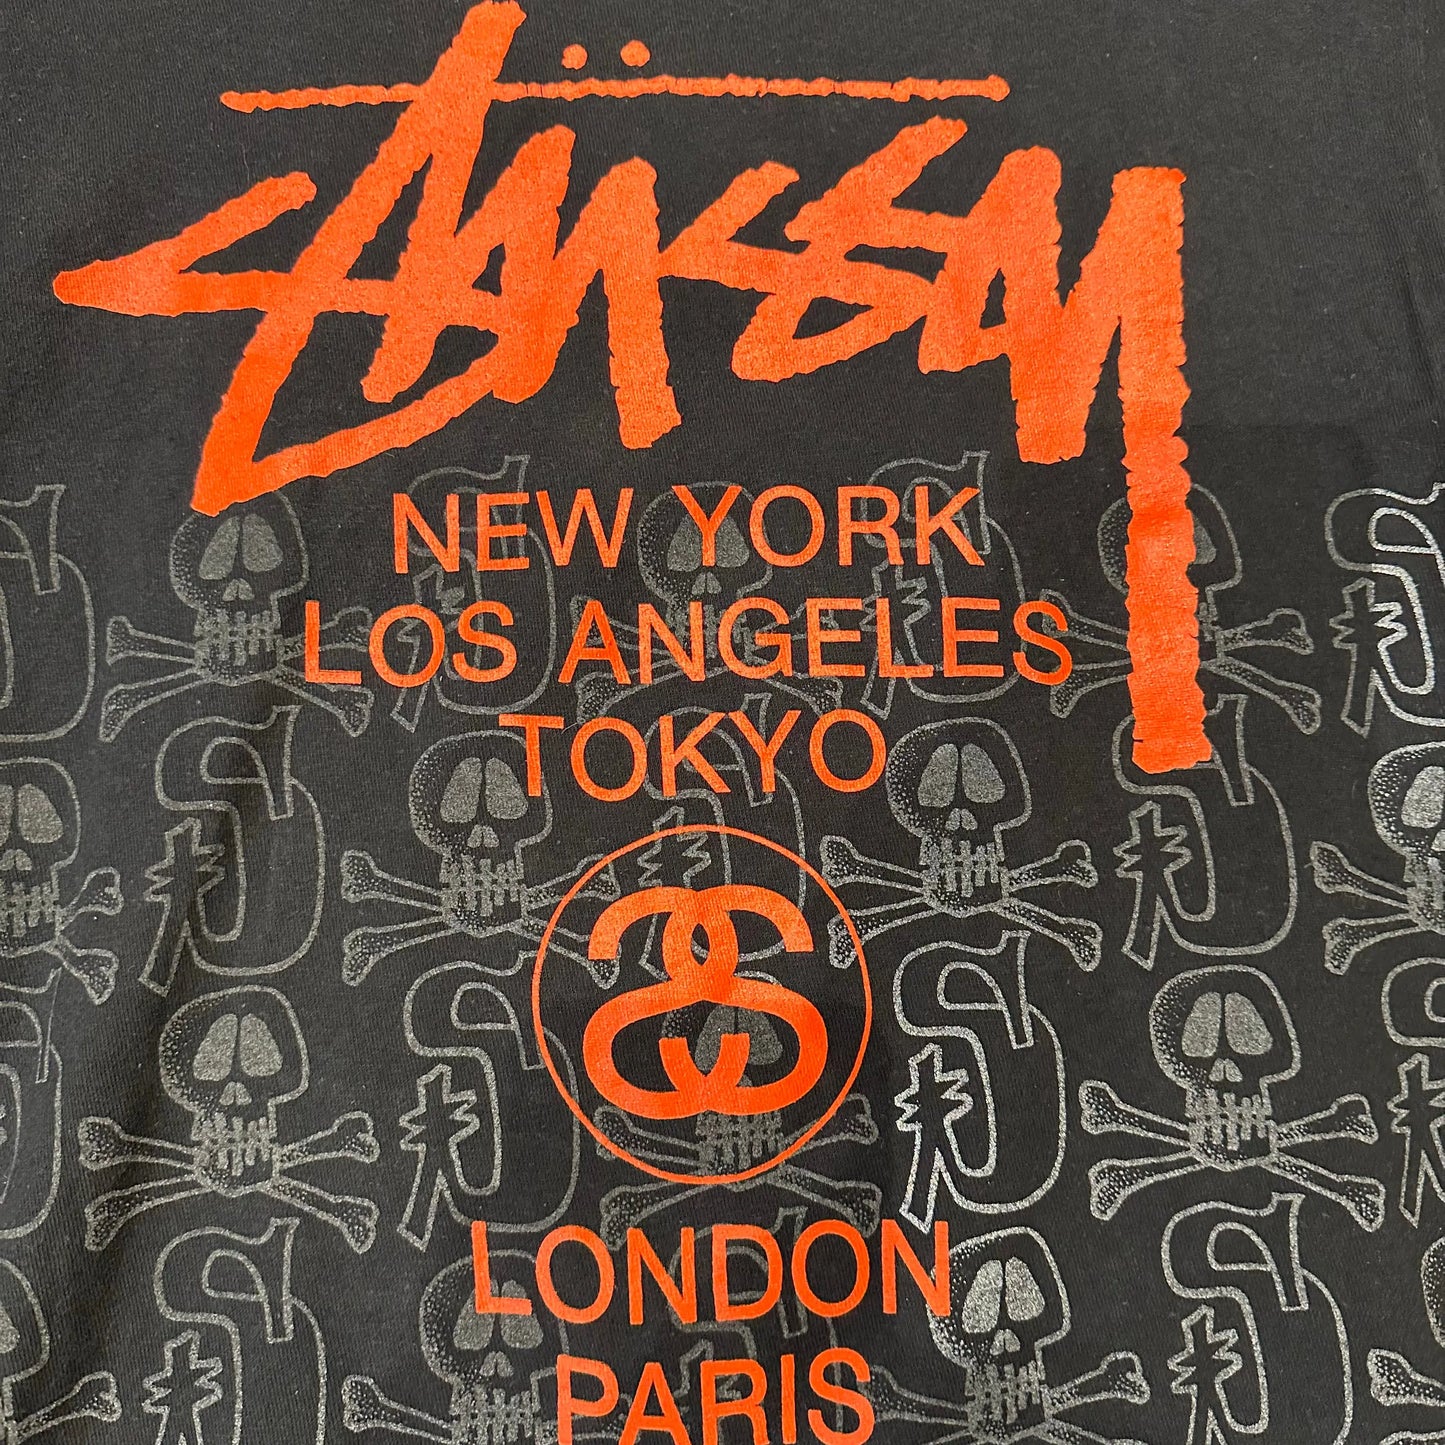 STÜSSY
NEW YORK
LOS ANGELES
TOKYO
LONDON
PARIS